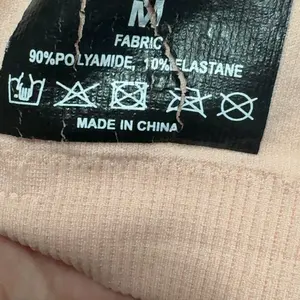 M
FABRIC
90%POLYAMIDE, 10%ELASTANE
MADE IN CHINA